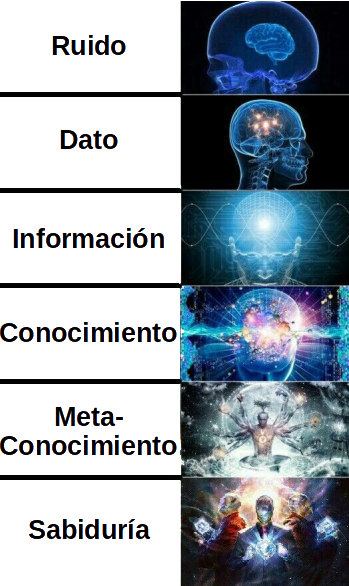 Ruido
Dato
Información
Conocimiento
Meta-
Conocimiento
Sabiduría